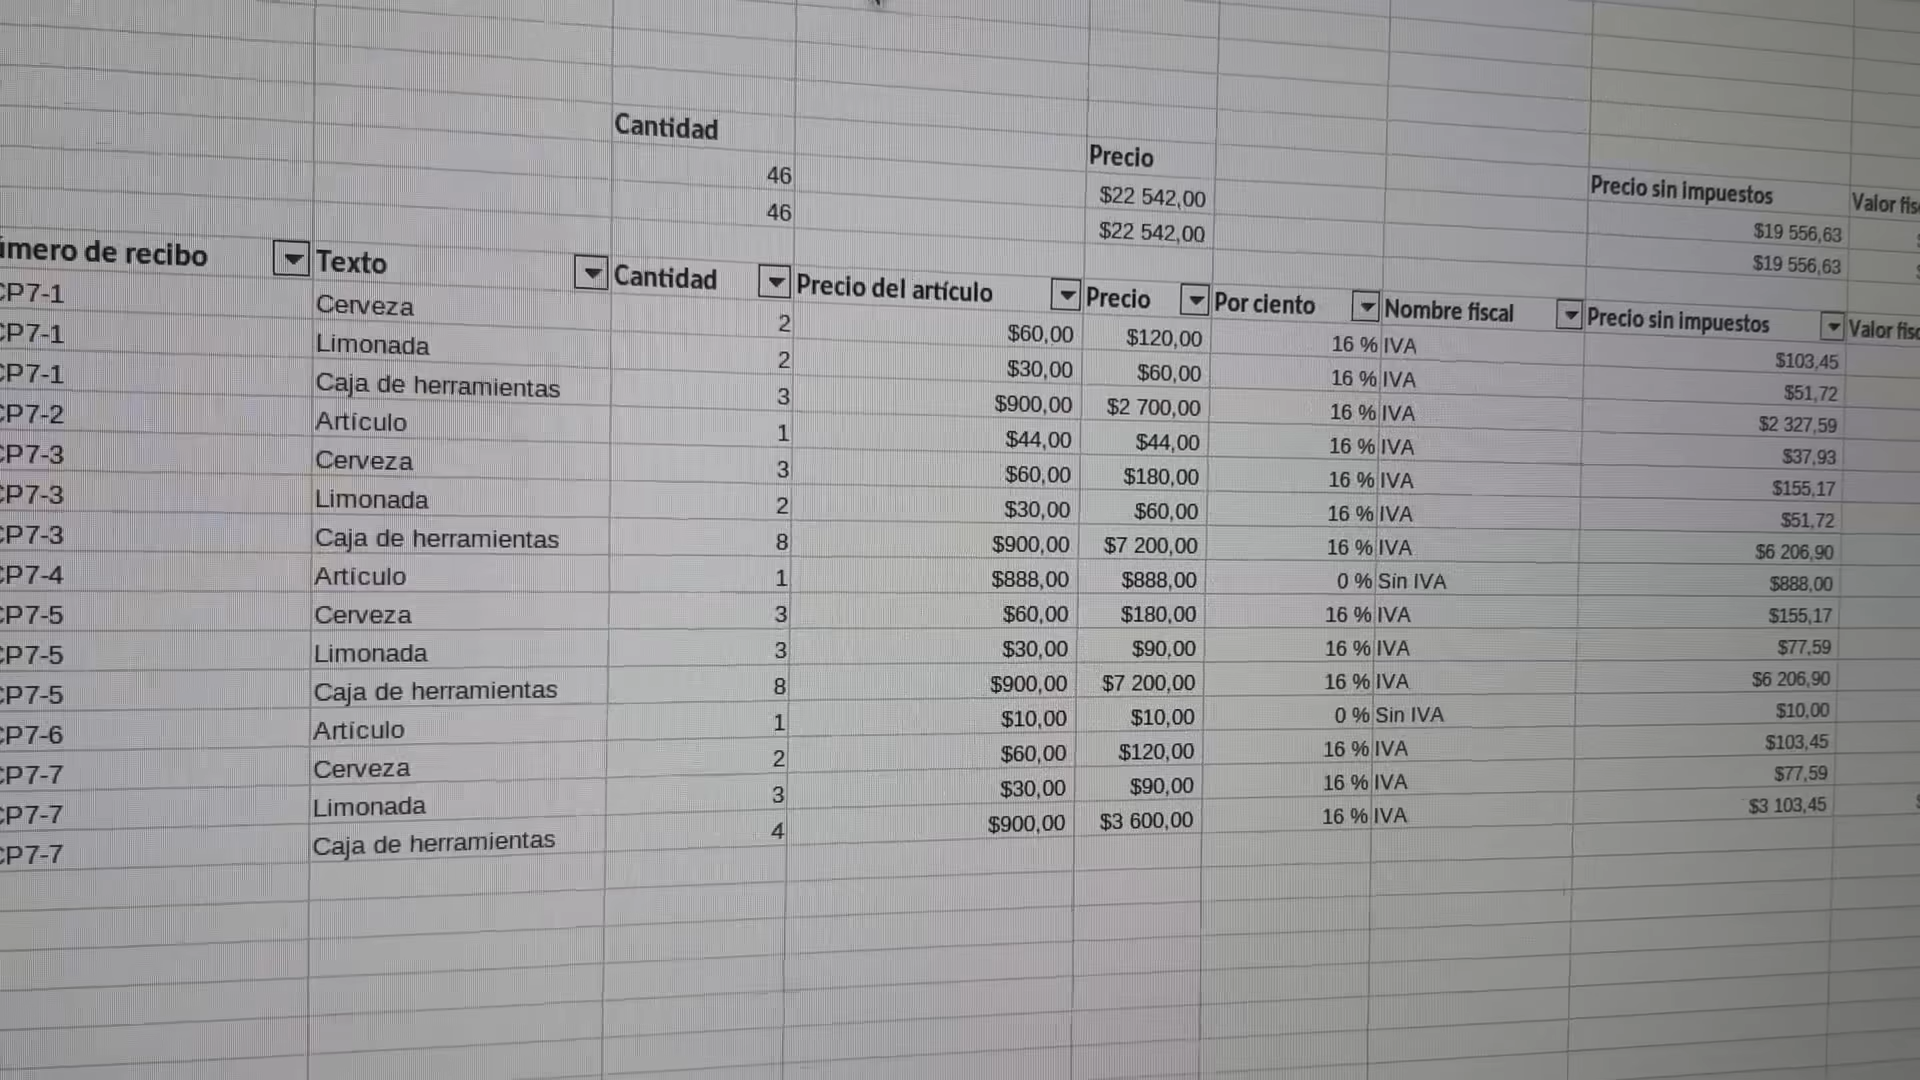 Cantidad Precio Precio sin impuestos Valor
46 $22 542,00 $19 556,63
46 $22 542,00 $19 556,63
úmero de recibo Texto Cantidad Precio del artículo Precio Por ciento Nombre fiscal Precio sin impuestos Valor
CP7-1 Cerveza 2 $60,00 $120,00 16 % IVA $103,45
CP7-1 Limonada 2 $30,00 $60,00 16 % IVA $51,72
CP7-1 Caja de herramientas 3 $900,00 $2 700,00 16 % IVA $2 327,59
CP7-2 Artículo 1 $44,00 $44,00 16 % IVA $37,93
CP7-3 Cerveza 3 $60,00 $180,00 16 % IVA $155,17
CP7-3 Limonada 2 $30,00 $60,00 16 % IVA $51,72
CP7-3 Caja de herramientas 8 $900,00 $7 200,00 16 % IVA $6 206,90
CP7-4 Artículo 1 $888,00 $888,00 0 % Sin IVA $888,00
CP7-5 Cerveza 3 $60,00 $180,00 16 % IVA $155,17
CP7-5 Limonada 3 $30,00 $90,00 16 % IVA $77,59
CP7-5 Caja de herramientas 8 $900,00 $7 200,00 16 % IVA $6 206,90
CP7-6 Artículo 1 $10,00 $10,00 0 % Sin IVA $10,00
CP7-7 Cerveza 2 $60,00 $120,00 16 % IVA $103,45
CP7-7 Limonada 3 $30,00 $90,00 16 % IVA $77,59
CP7-7 Caja de herramientas 4 $900,00 $3 600,00 16 % IVA $3 103,45